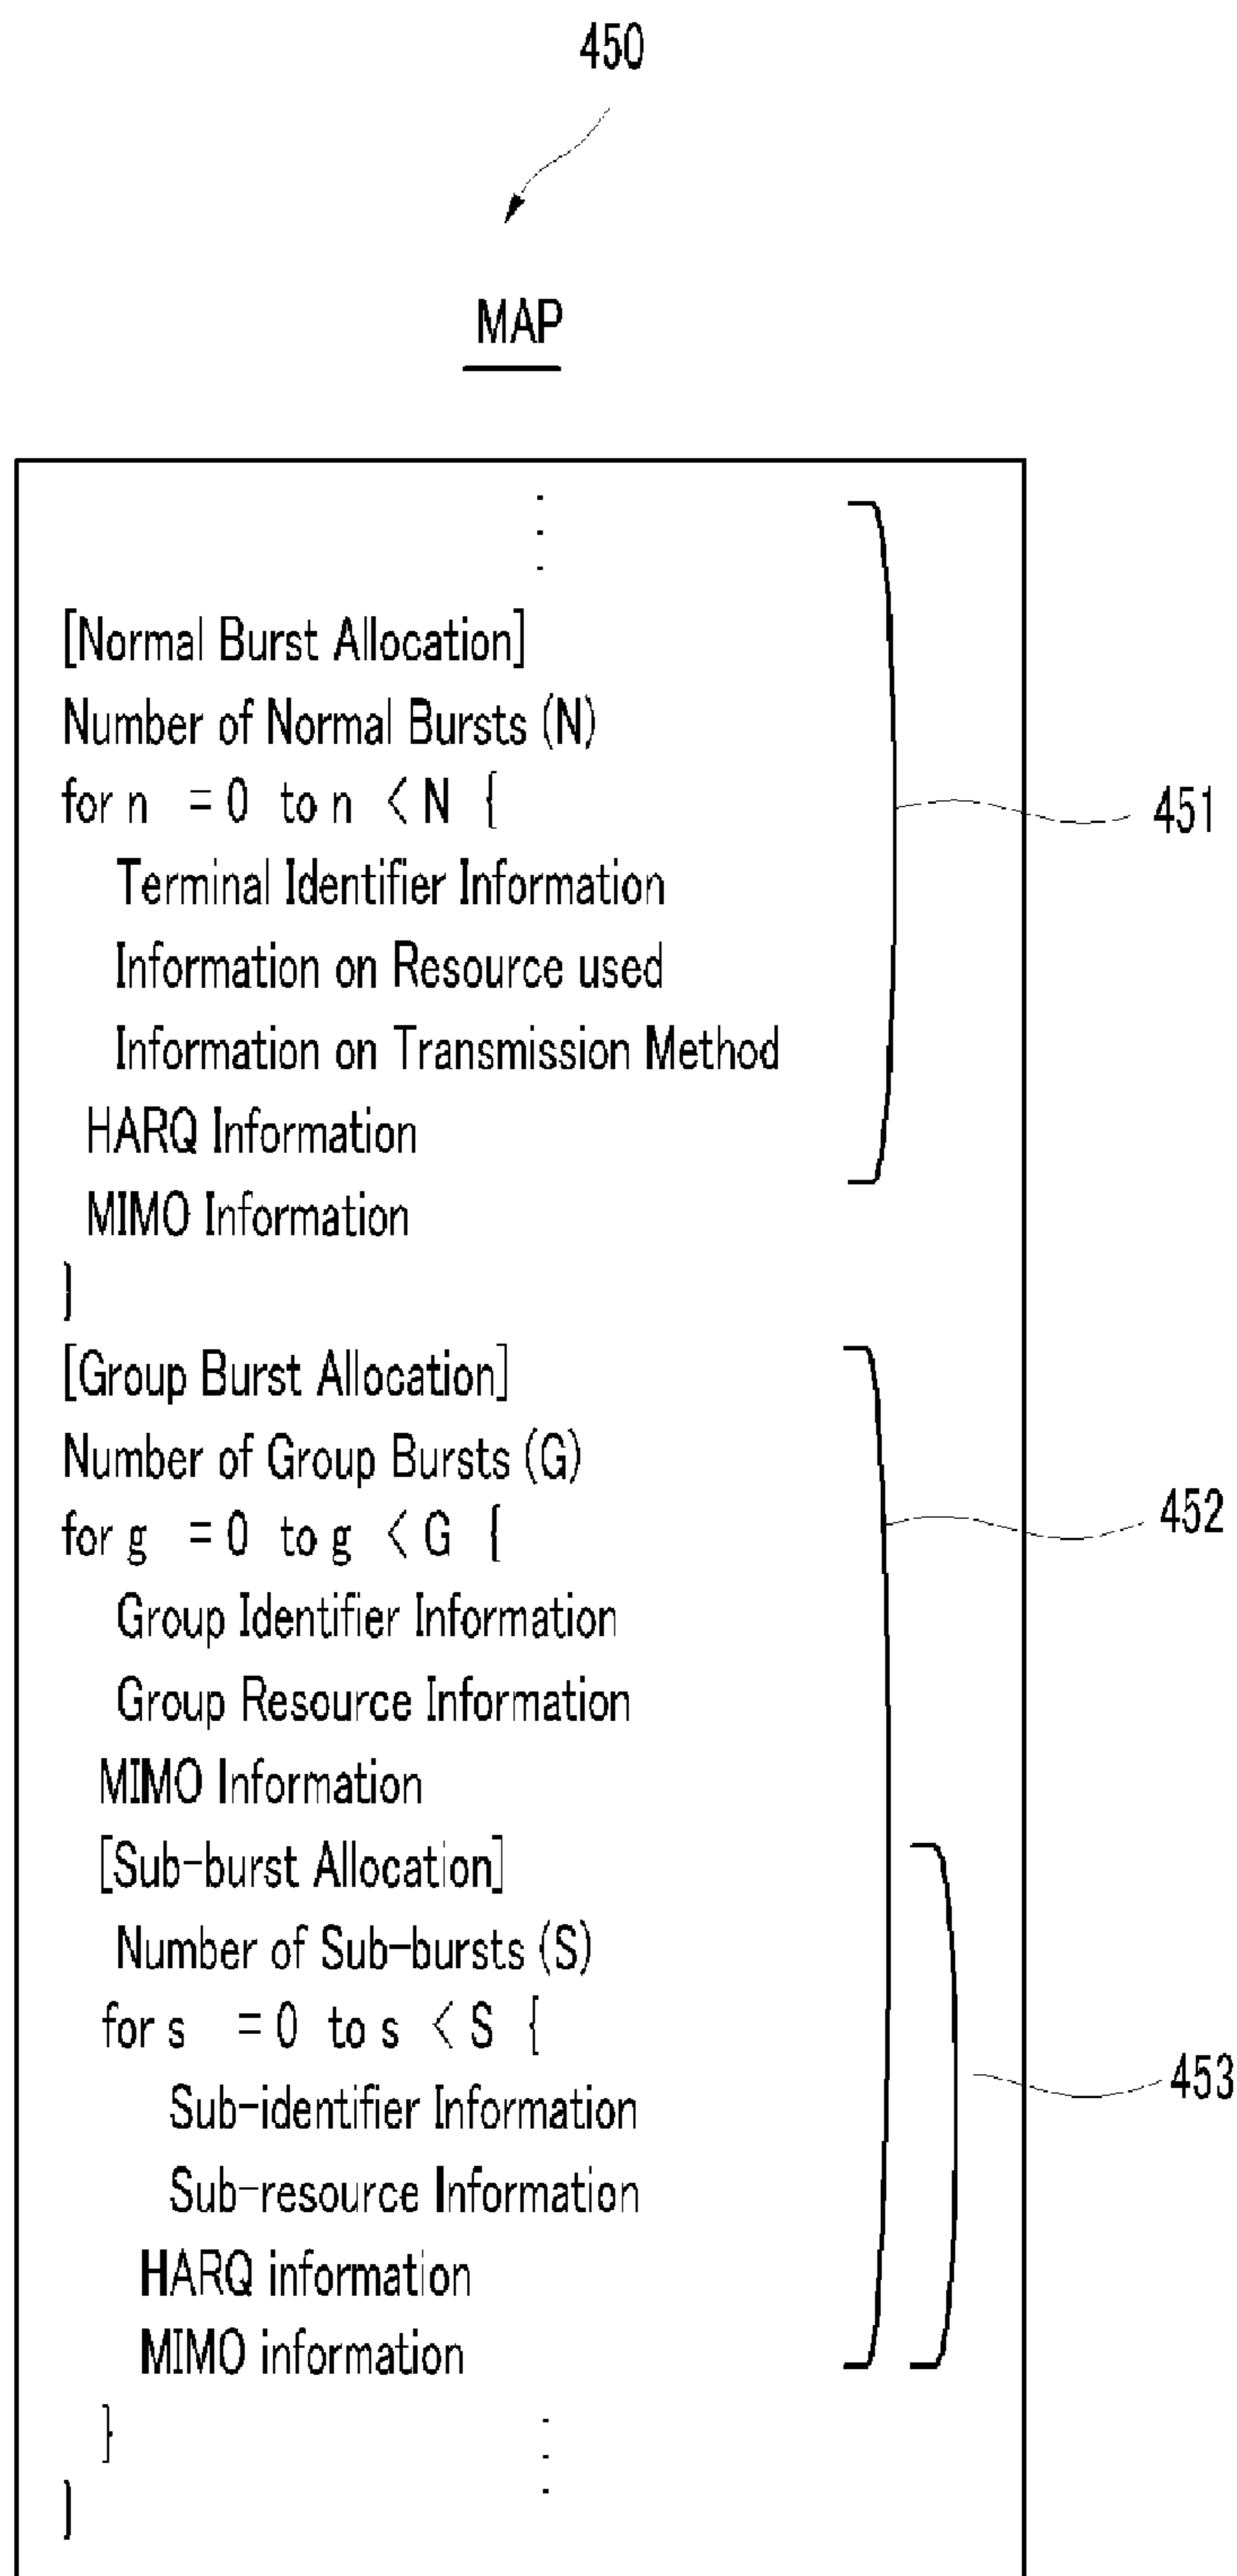 450
MAP
[Normal Burst Allocation]
Number of Normal Bursts (N)
for n = 0 to n < N {
Terminal Identifier Information
Information on Resource used
Information on Transmission Method
HARQ Information
MIMO Information
}
451
[Group Burst Allocation]
Number of Group Bursts (G)
for g = 0 to g < G {
Group Identifier Information
Group Resource Information
MIMO Information
452
[Sub-burst Allocation]
Number of Sub-bursts (S)
for s = 0 to s < S {
Sub-identifier Information
Sub-resource Information
HARQ information
MIMO information
}
}
453